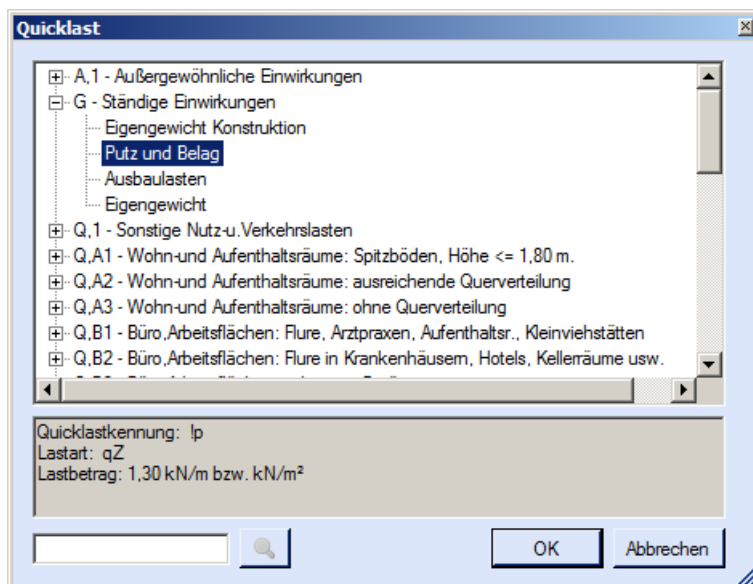 Quicklast
A,1 - Außergewöhnliche Einwirkungen
G - Ständige Einwirkungen
Eigengewicht Konstruktion
Putz und Belag
Ausbaulasten
Eigengewicht
Q,1 - Sonstige Nutz-u.Verkehrslasten
Q,A1 - Wohn-und Aufenthaltsräume: Spitzböden, Höhe <= 1,80 m.
Q,A2 - Wohn-und Aufenthaltsräume: ausreichende Querverteilung
Q,A3 - Wohn-und Aufenthaltsräume: ohne Querverteilung
Q,B1 - Büro,Arbeitsflächen: Flure, Arztpraxen, Aufenthaltsr., Kleinviehstätten
Q,B2 - Büro,Arbeitsflächen: Flure in Krankenhäusern, Hotels, Kellerräume usw.
Quicklastkennung: !p
Lastart: qZ
Lastbetrag: 1,30 kN/m bzw. kN/m²
OK
Abbrechen